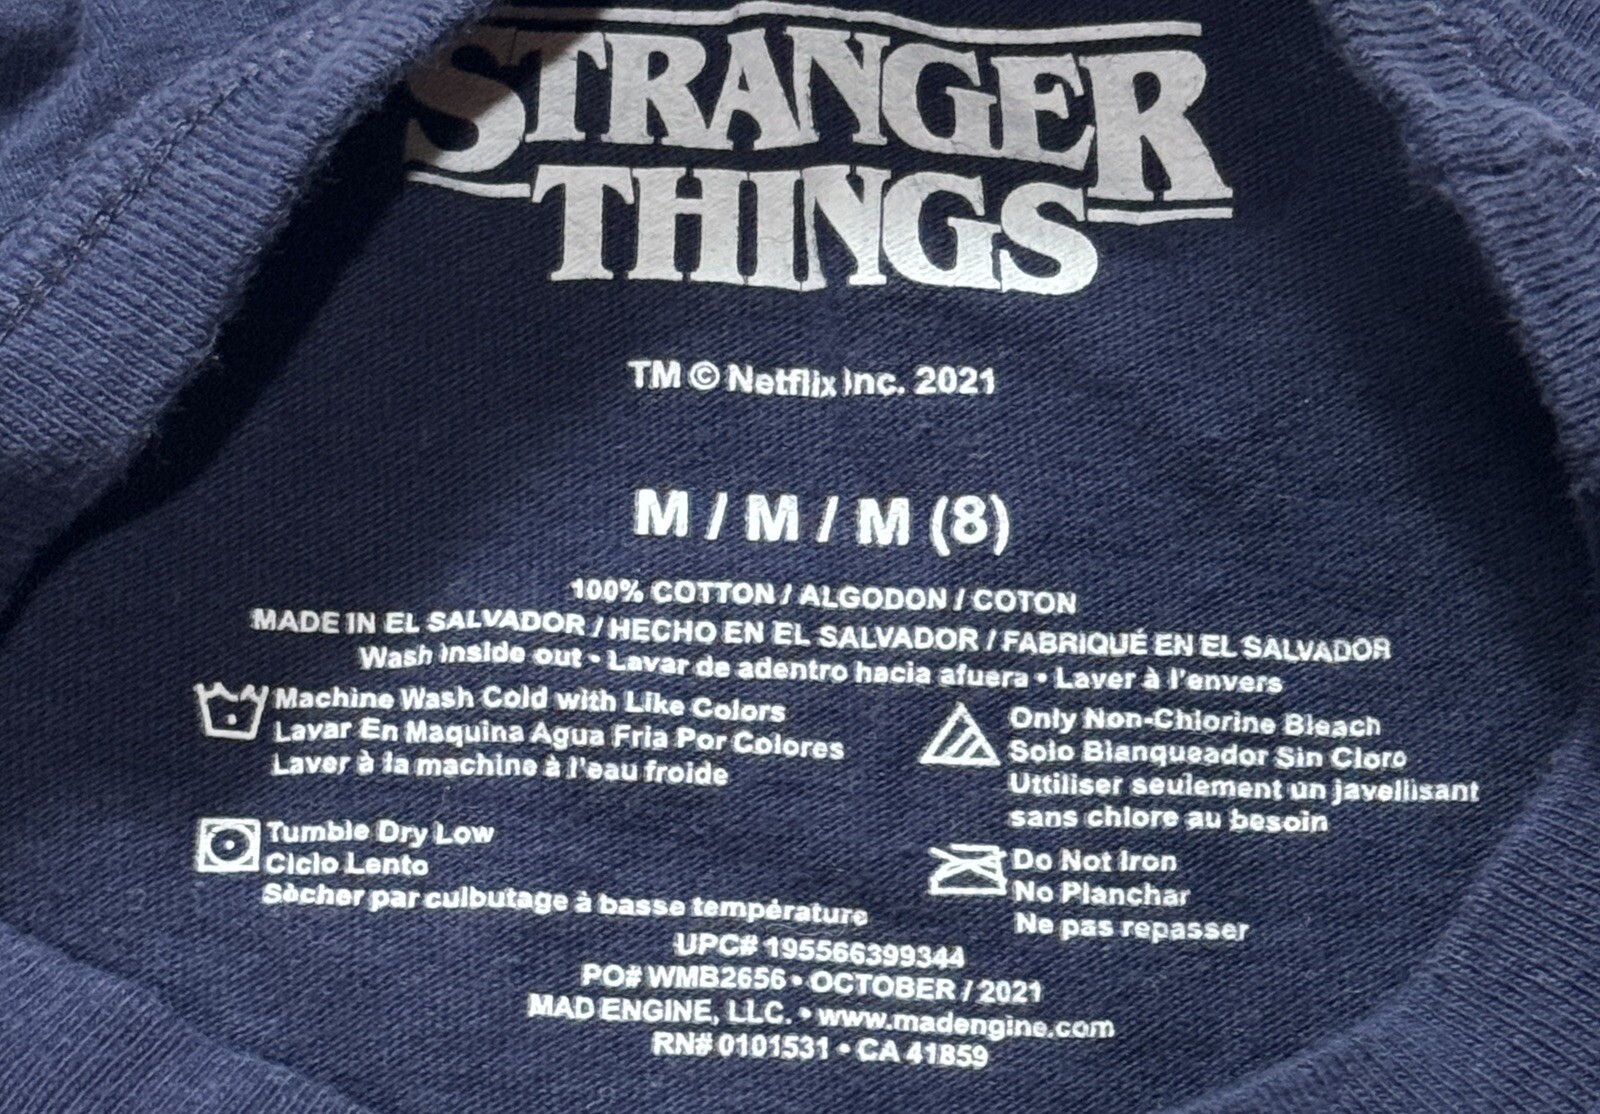 STRANGER
THINGS
TM © Netflix Inc. 2021
M / M / M (8)
100% COTTON / ALGODON / COTON
MADE IN EL SALVADOR / HECHO EN EL SALVADOR / FABRIQUÉ EN EL SALVADOR
Wash inside out • Lavar de adentro hacia afuera • Laver à l'envers
Machine Wash Cold with Like Colors
Lavar En Maquina Agua Fria Por Colores
Laver à la machine à l'eau froide
Only Non-Chlorine Bleach
Solo Blanqueador Sin Cloro
Uttiliser seulement un javellisant
sans chlore au besoin
Tumble Dry Low
Ciclo Lento
Sècher par culbutage à basse température
Do Not Iron
No Planchar
Ne pas repasser
UPC# 195566399344
PO# WMB2656 • OCTOBER / 2021
MAD ENGINE, LLC. • www.madengine.com
RN# 0101531 • CA 41859